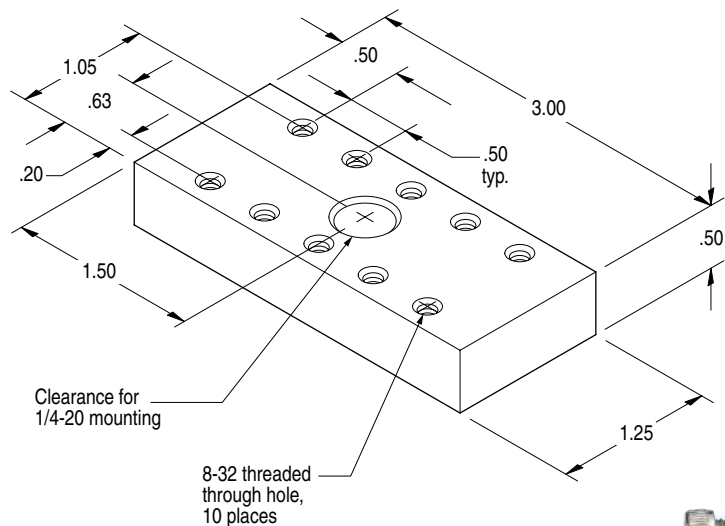 1.05
.50
.63
3.00
.50
typ.
.20
.50
1.50
Clearance for
1/4-20 mounting
1.25
8-32 threaded
through hole,
10 places